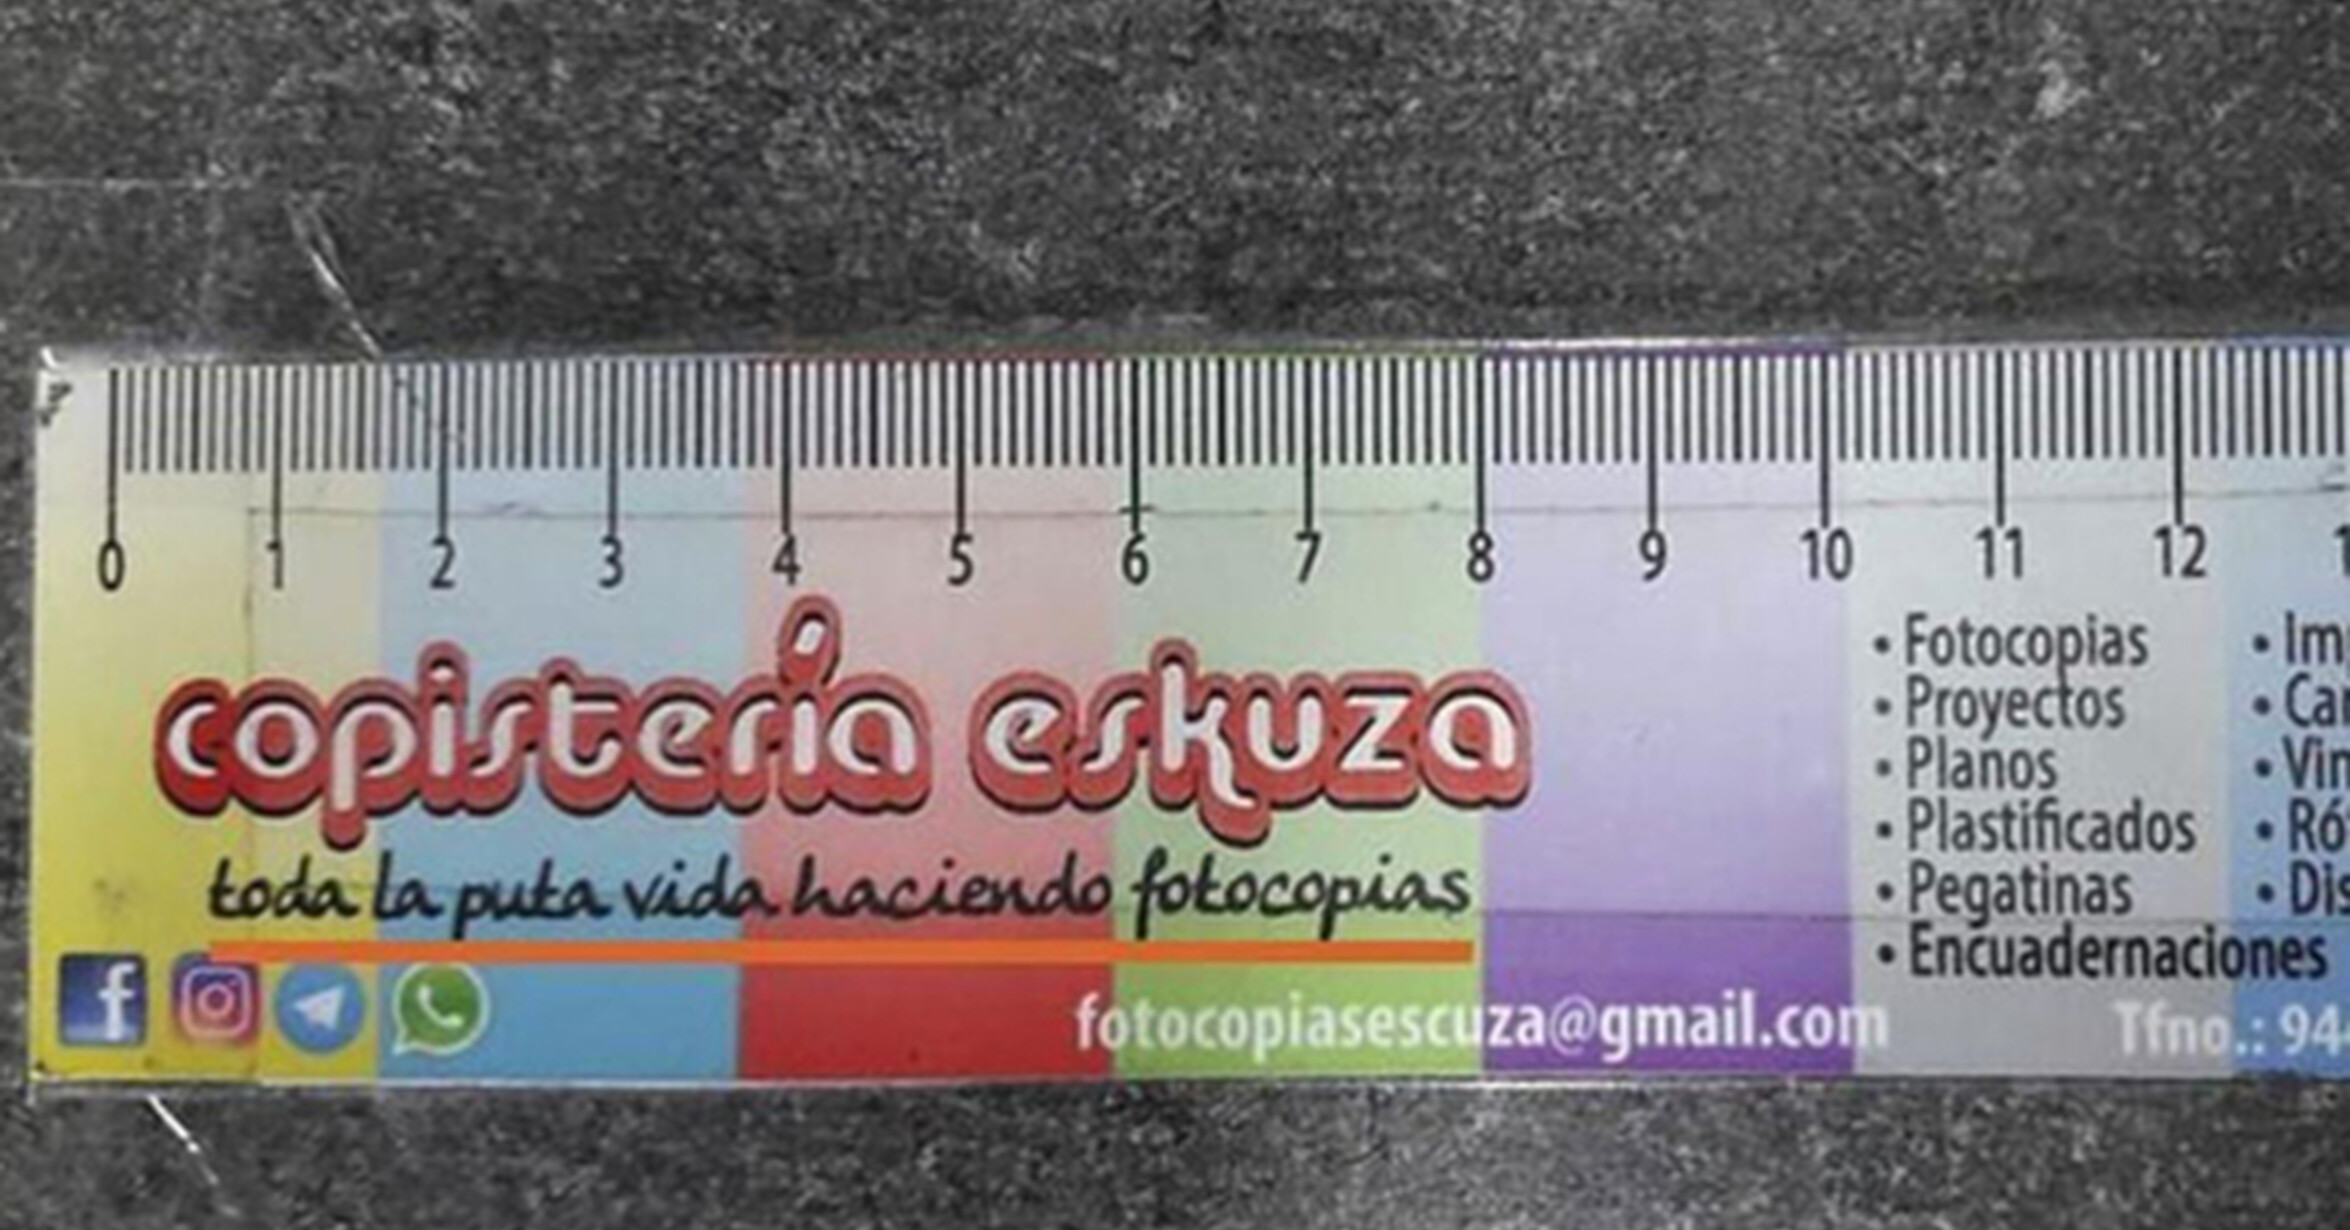 0 1 2 3 4 5 6 7 8 9 10 11 12
copistería eskuza
toda la puta vida haciendo fotocopias
• Fotocopias
• Proyectos
• Planos
• Plastificados
• Pegatinas
• Encuadernaciones
fotocopiasescuza@gmail.com
Tfno.: 94